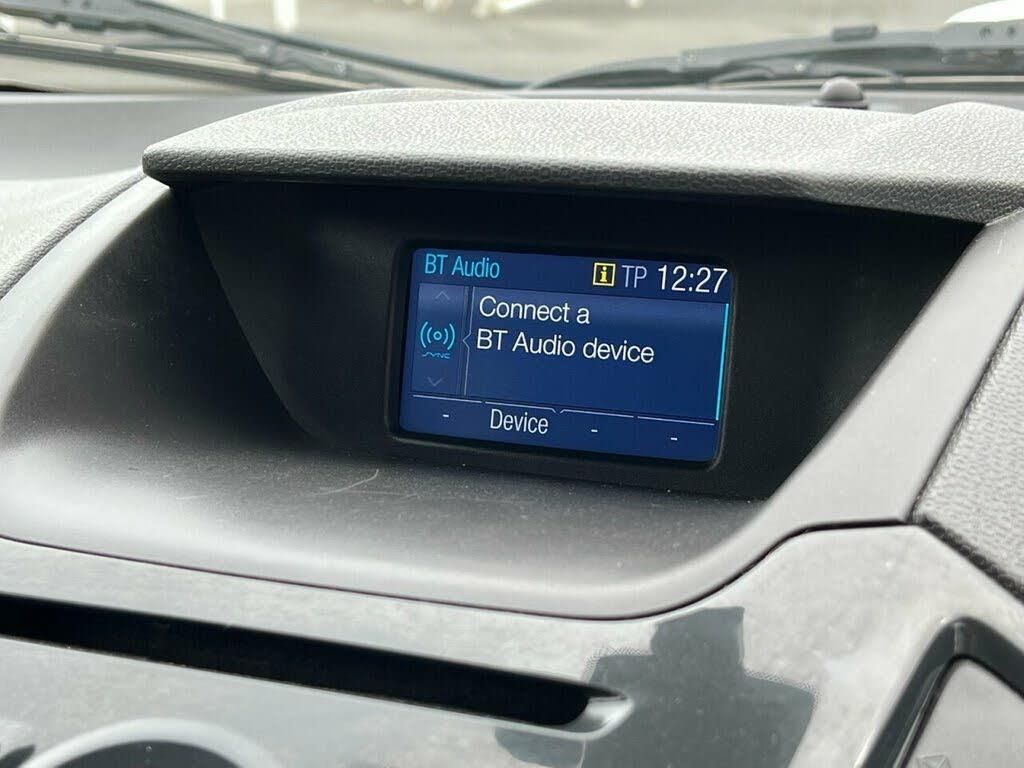 BT Audio
i TP 12:27
Connect a
BT Audio device
SYNC
- Device - -